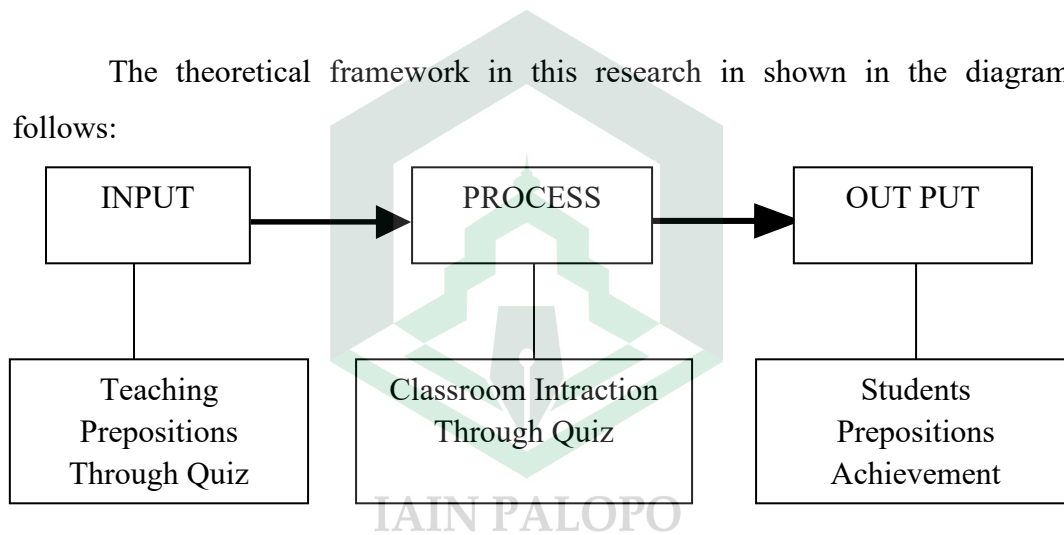 The theoretical framework in this research in shown in the diagram
follows:
INPUT
PROCESS
OUT PUT
Teaching
Prepositions
Through Quiz
Classroom Intraction
Through Quiz
Students
Prepositions
Achievement
IAIN PALOPO